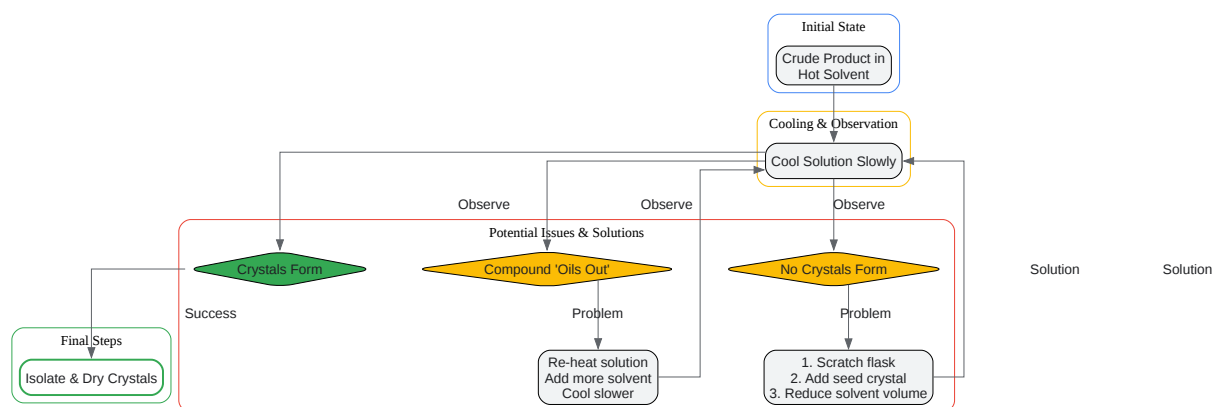 Initial State
Crude Product in
Hot Solvent
Cooling & Observation
Cool Solution Slowly
Observe
Observe
Observe
Potential Issues & Solutions
Crystals Form
Compound 'Oils Out'
No Crystals Form
Solution
Solution
Success
Problem
Problem
Final Steps
Isolate & Dry Crystals
Re-heat solution
Add more solvent
Cool slower
1. Scratch flask
2. Add seed crystal
3. Reduce solvent volume